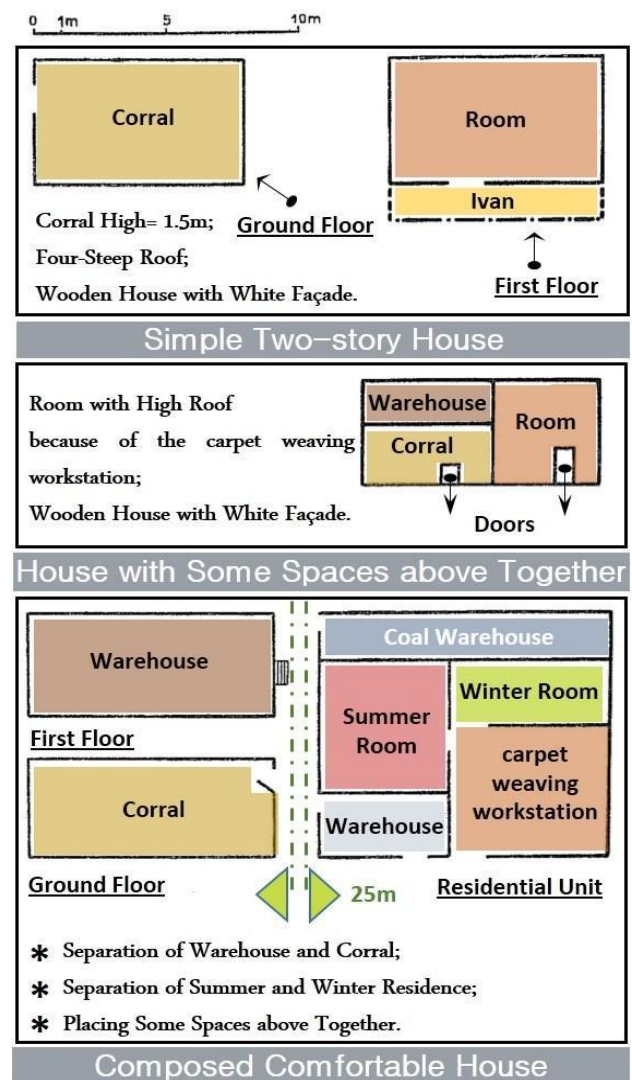 0 1m 5 10m
Corral
Room
Ivan
Corral High= 1.5m;
Ground Floor
Four-Steep Roof;
Wooden House with White Façade.
First Floor
Simple Two-story House
Room with High Roof
because of the carpet weaving
workstation;
Wooden House with White Façade.
Warehouse
Corral
Room
Doors
House with Some Spaces above Together
Warehouse
First Floor
Corral
Ground Floor
Coal Warehouse
Summer
Room
Winter Room
carpet
weaving
workstation
Warehouse
25m
Residential Unit
* Separation of Warehouse and Corral;
* Separation of Summer and Winter Residence;
* Placing Some Spaces above Together.
Composed Comfortable House